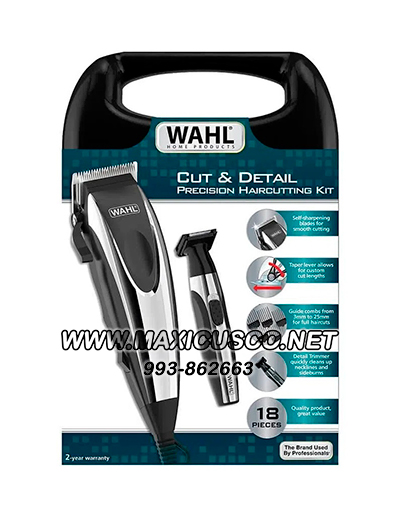 WAHL
HOME PRODUCTS
CUT & DETAIL
PRECISION HAIRCUTTING KIT
WAHL
Self-sharpening
blades for
smooth cutting
Taper lever allows
for custom
cut lengths
Guide combs from
3mm to 25mm
for full haircuts
WWW.MAXICUSCO.NET
993-862663
Detail Trimmer
quickly cleans up
necklines and
sideburns
WAHL
18
PIECES
Quality product,
great value
2-year warranty
The Brand Used
By Professionals